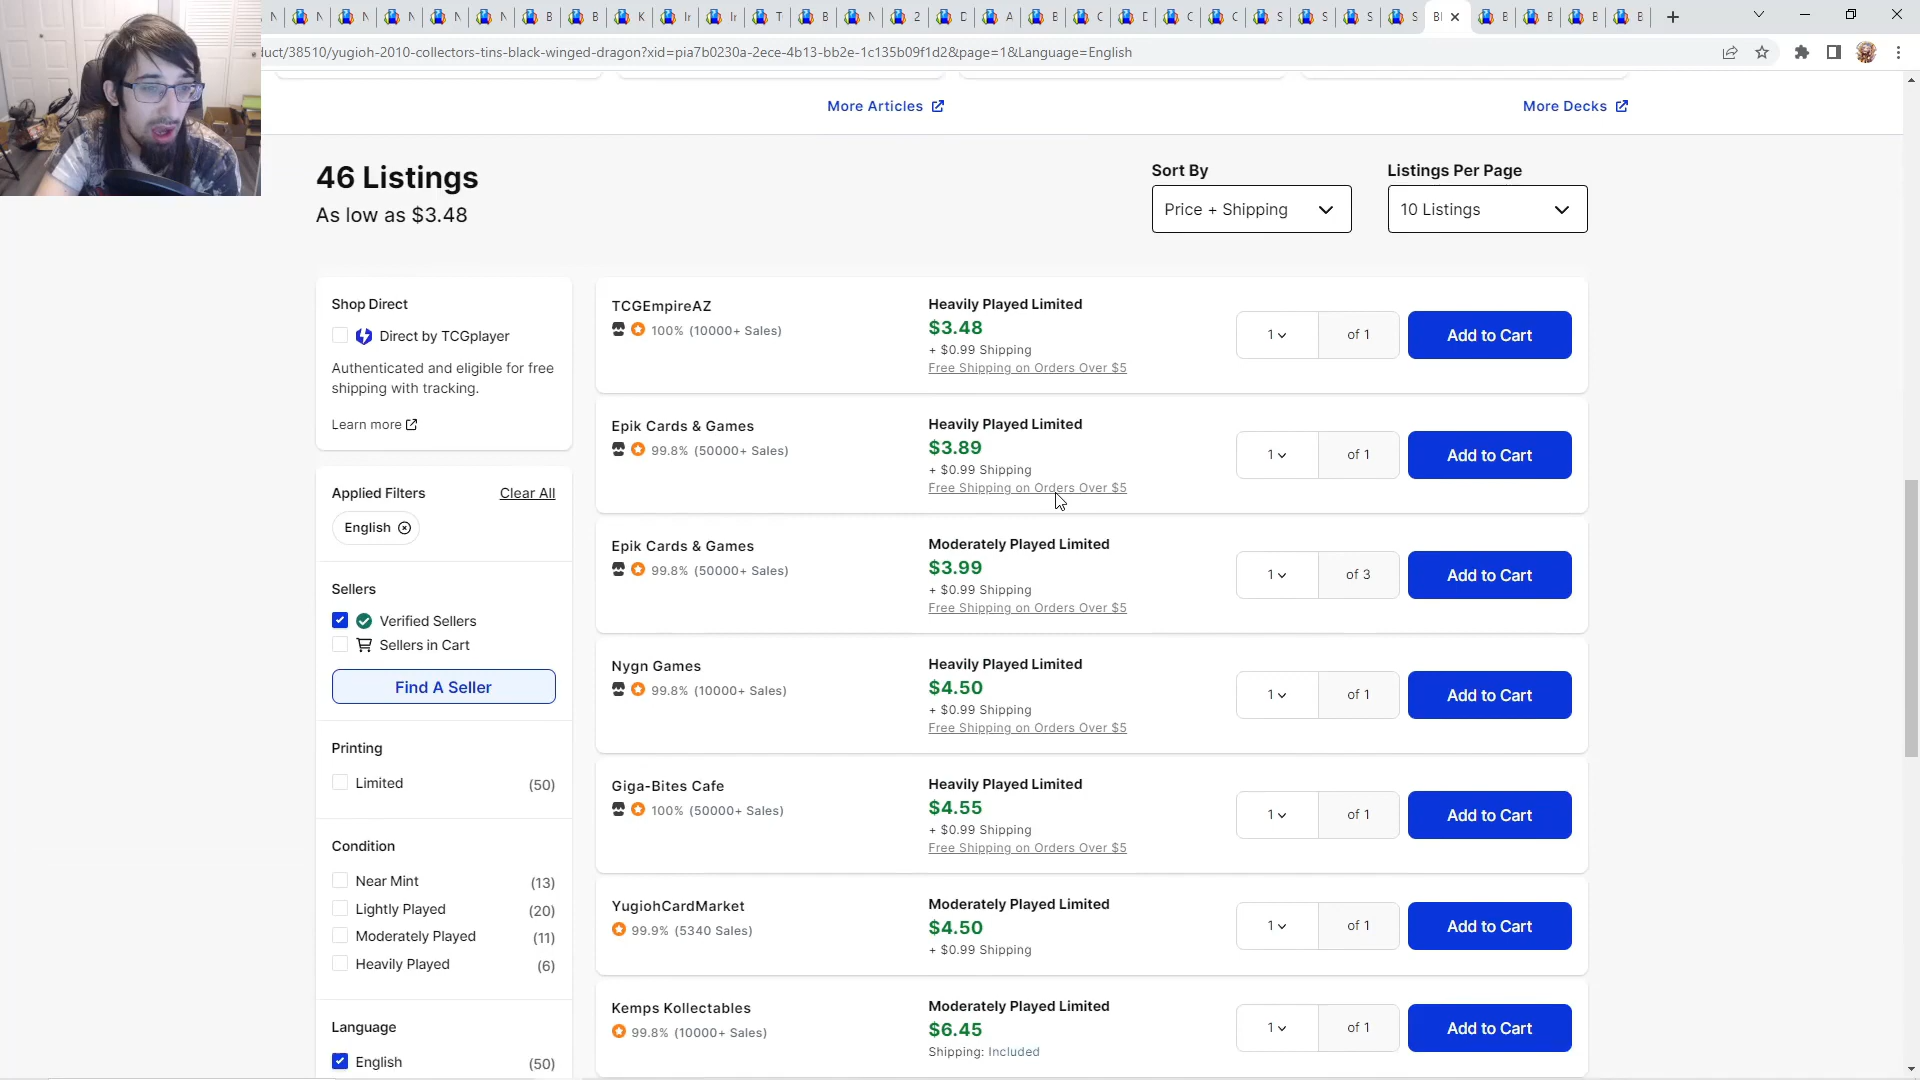 duct/38510/yugioh-2010-collectors-tins-black-winged-dragon?xid=pia7b0230a-2ece-4b13-bb2e-1c135b09f1d2&page=1&Language=English
More Articles
More Decks
46 Listings
As low as $3.48
Sort By
Price + Shipping
Listings Per Page
10 Listings
Shop Direct
Direct by TCGplayer
Authenticated and eligible for free
shipping with tracking.
Learn more
Applied Filters
Clear All
English
Sellers
Verified Sellers
Sellers in Cart
Find A Seller
Printing
Limited (50)
Condition
Near Mint (13)
Lightly Played (20)
Moderately Played (11)
Heavily Played (6)
Language
English (50)
TCGEmpireAZ
100% (10000+ Sales)
Heavily Played Limited
$3.48
+ $0.99 Shipping
Free Shipping on Orders Over $5
1 of 1
Add to Cart
Epik Cards & Games
99.8% (50000+ Sales)
Heavily Played Limited
$3.89
+ $0.99 Shipping
Free Shipping on Orders Over $5
1 of 1
Add to Cart
Epik Cards & Games
99.8% (50000+ Sales)
Moderately Played Limited
$3.99
+ $0.99 Shipping
Free Shipping on Orders Over $5
1 of 3
Add to Cart
Nygn Games
99.8% (10000+ Sales)
Heavily Played Limited
$4.50
+ $0.99 Shipping
Free Shipping on Orders Over $5
1 of 1
Add to Cart
Giga-Bites Cafe
100% (50000+ Sales)
Heavily Played Limited
$4.55
+ $0.99 Shipping
Free Shipping on Orders Over $5
1 of 1
Add to Cart
YugiohCardMarket
99.9% (5340 Sales)
Moderately Played Limited
$4.50
+ $0.99 Shipping
1 of 1
Add to Cart
Kemps Kollectables
99.8% (10000+ Sales)
Moderately Played Limited
$6.45
Shipping: Included
1 of 1
Add to Cart